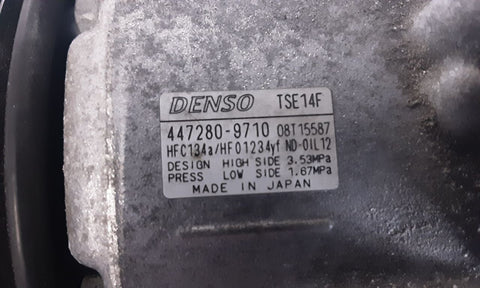 DENSO TSE14F
447280-9710 08T15587
HFC134a/HFO1234yf ND-OIL12
DESIGN HIGH SIDE 3.53MPa
PRESS LOW SIDE 1.67MPa
MADE IN JAPAN